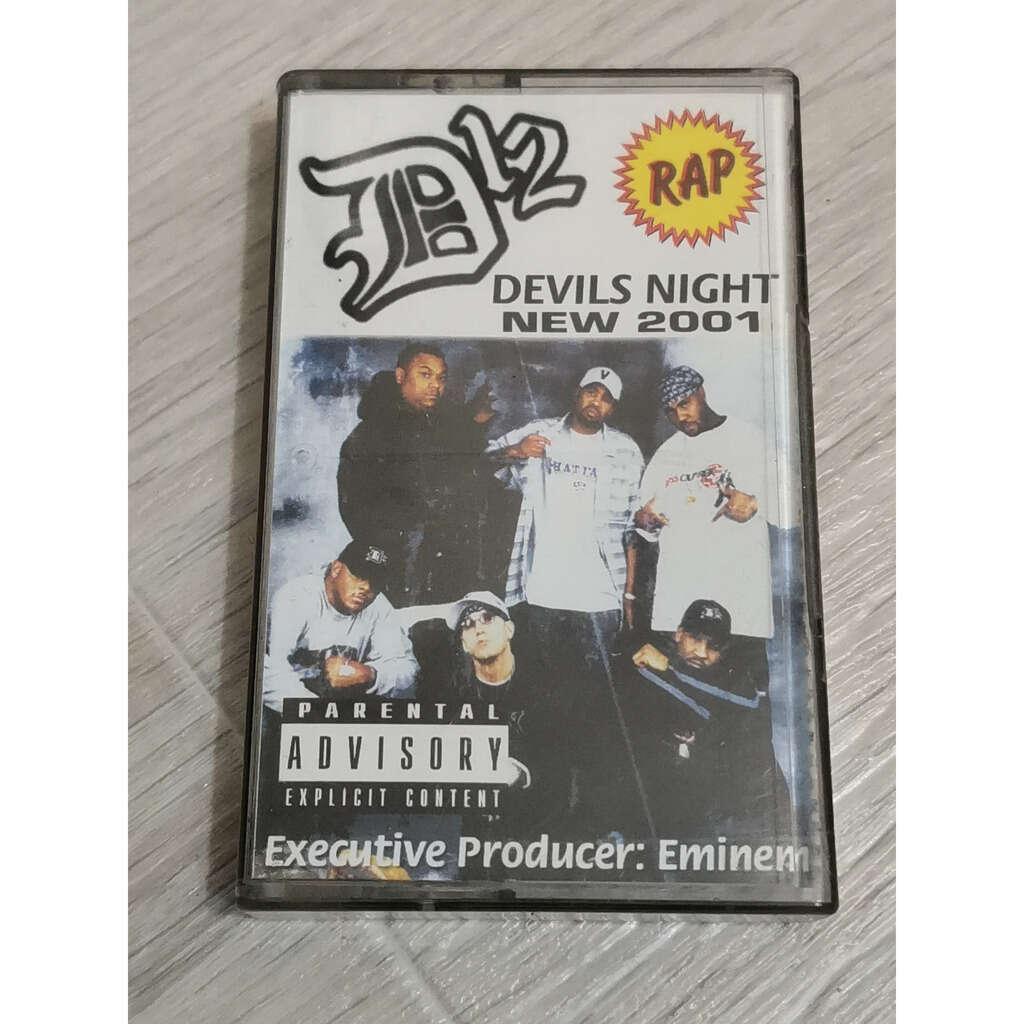 D12
RAP
DEVILS NIGHT
NEW 2001
V
PARENTAL
ADVISORY
EXPLICIT CONTENT
Executive Producer: Eminem